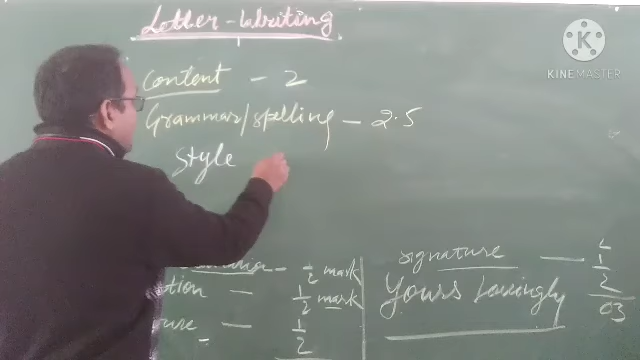 Letter-Writing
Content - 2
Grammar/spelling - 2.5
Style
- 1/2 mark
tion - 1/2 mark
ure - 1/2
signature - 1/2
Yours Lovingly
03
K
KINEMASTER